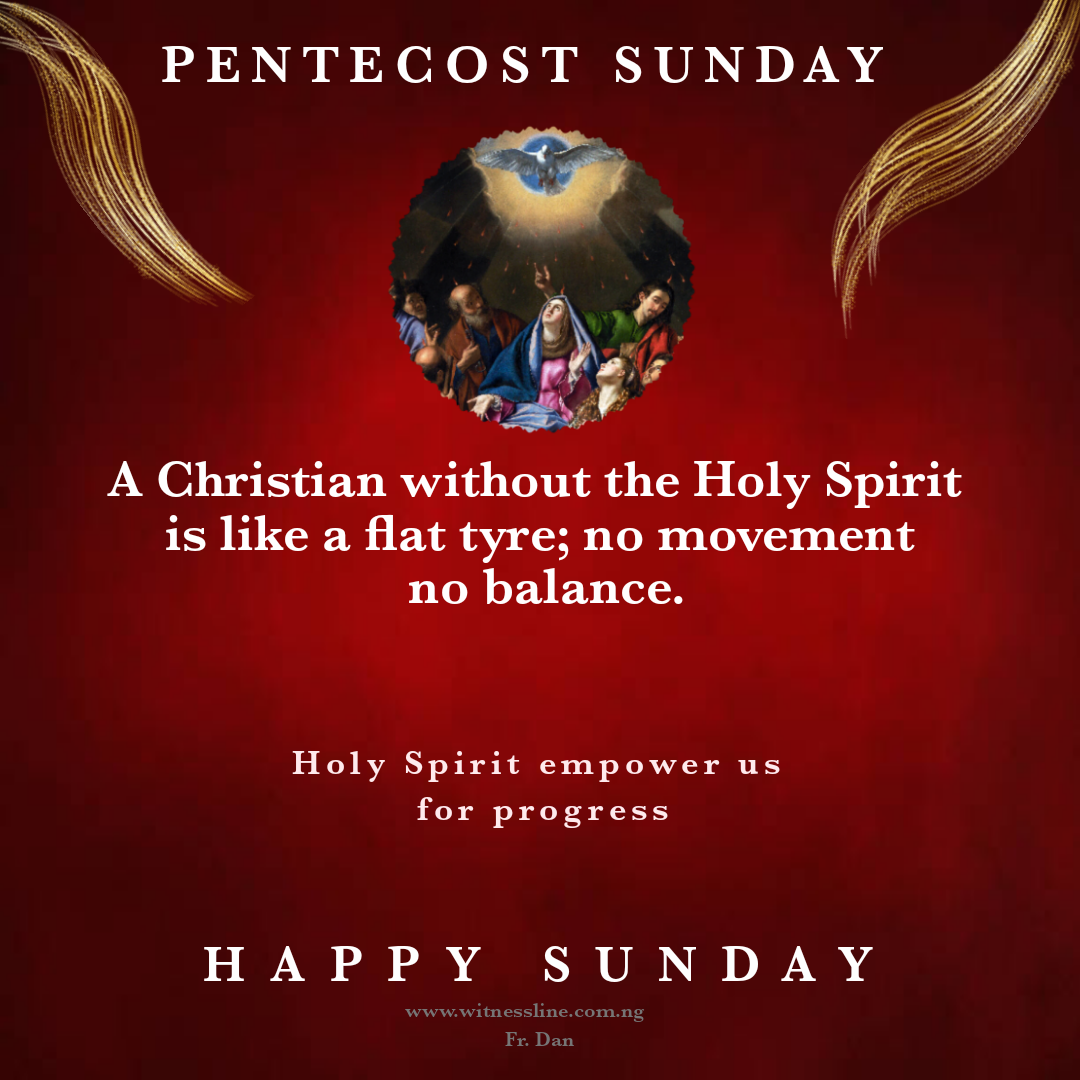 PENTECOST SUNDAY
A Christian without the Holy Spirit
is like a flat tyre; no movement
no balance.
Holy Spirit empower us
for progress
HAPPY SUNDAY
www.witnessline.com.ng
Fr. Dan